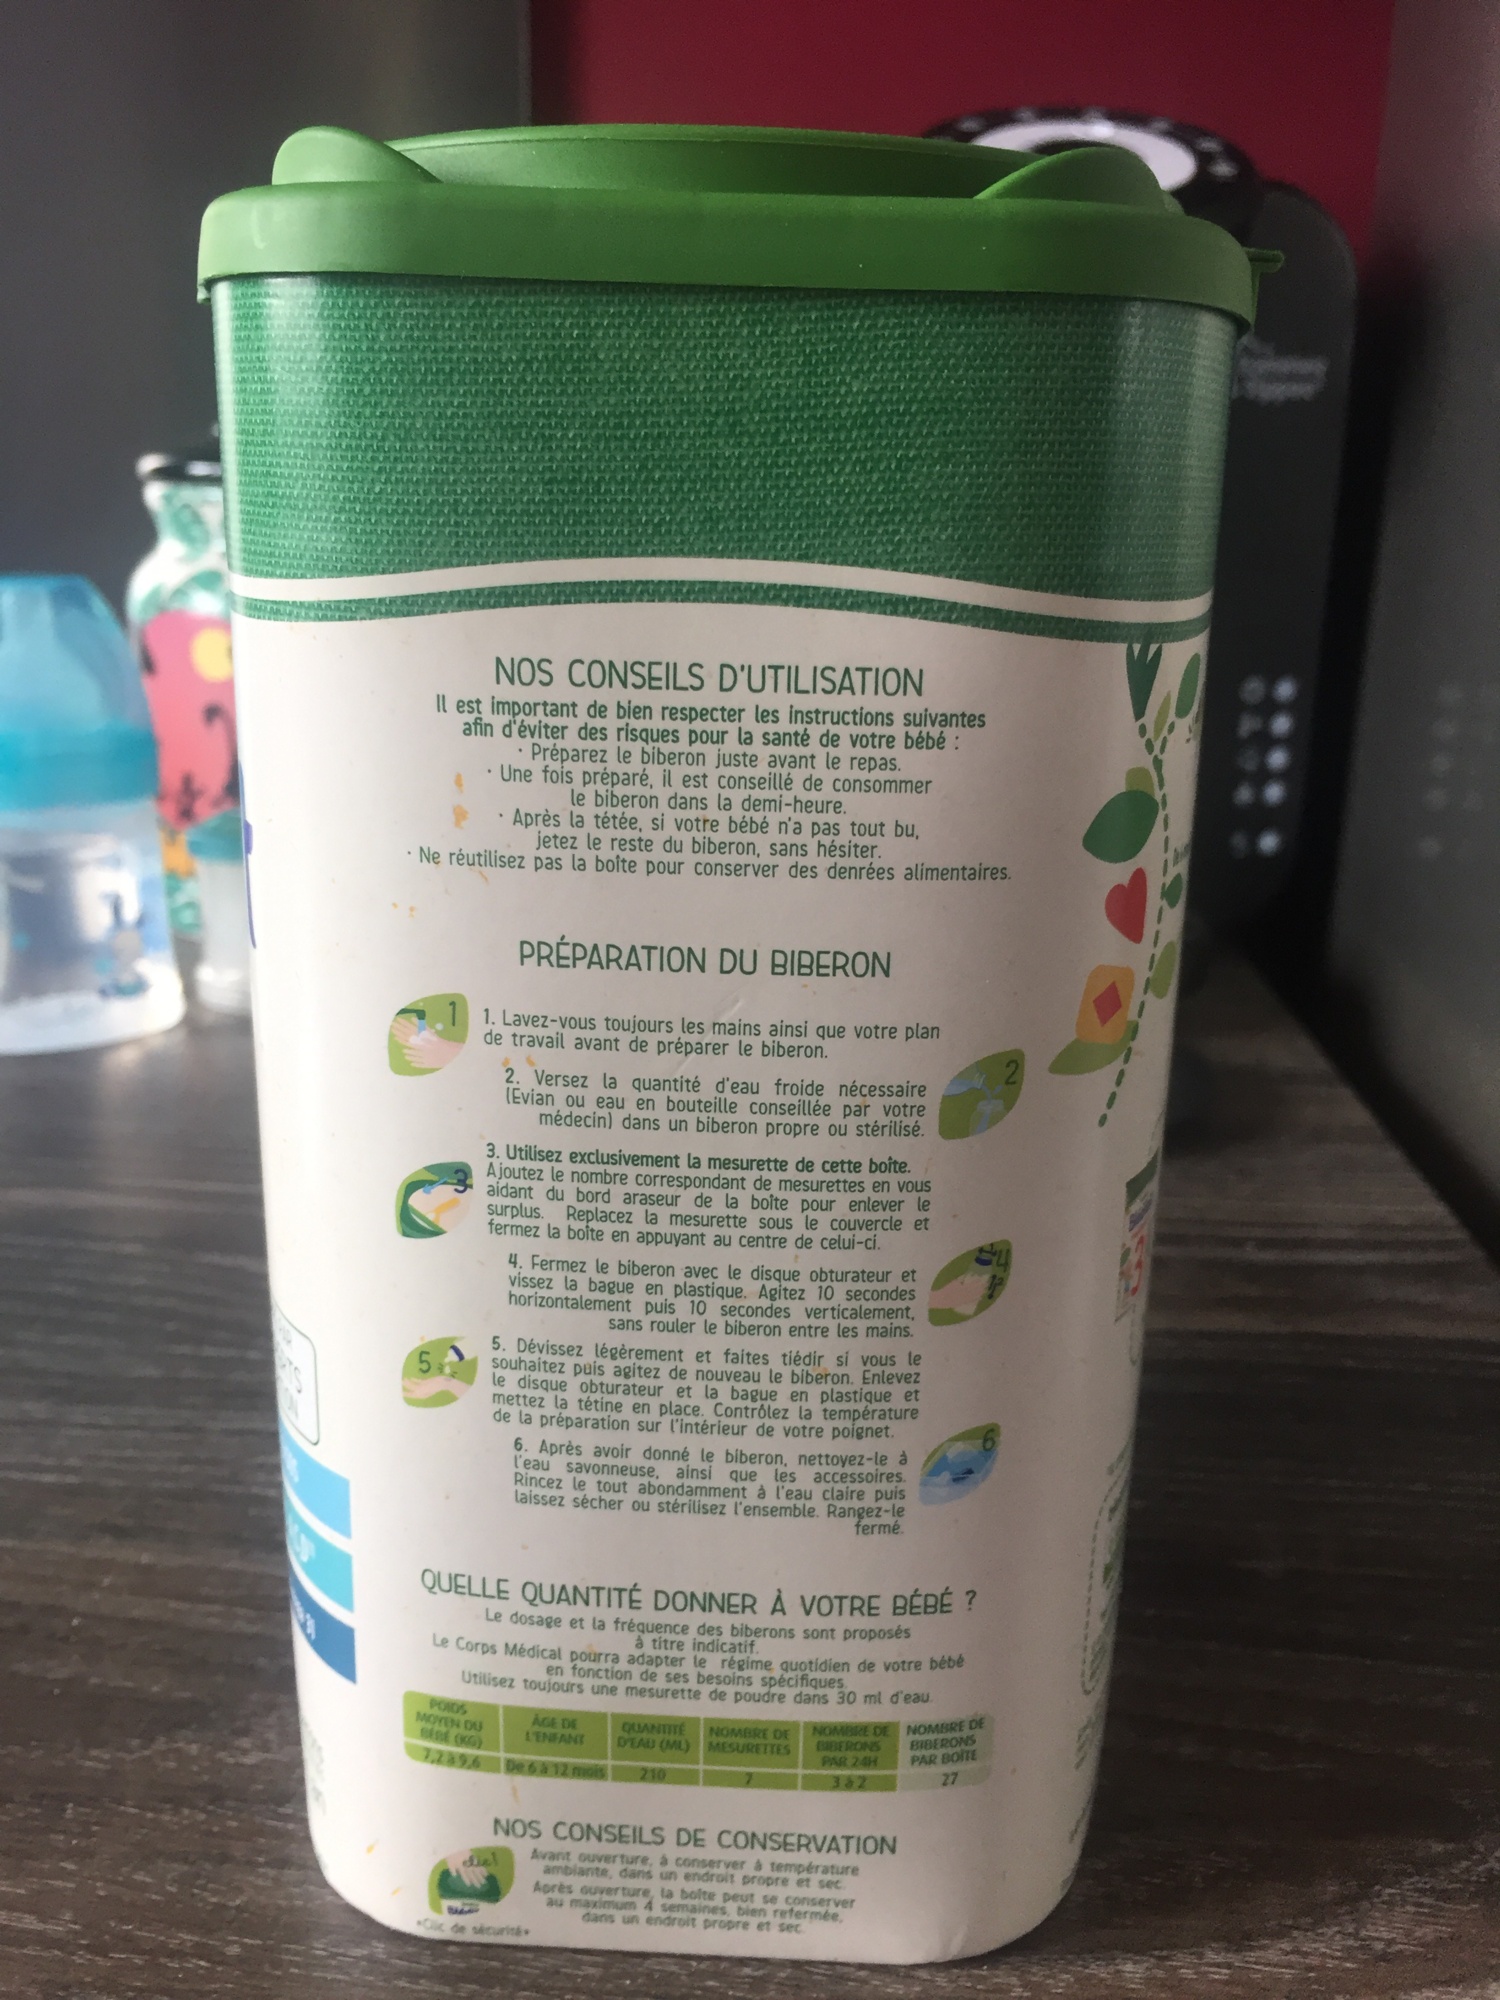 NOS CONSEILS D'UTILISATION
Il est important de bien respecter les instructions suivantes
afin d'éviter des risques pour la santé de votre bébé :
· Préparez le biberon juste avant le repas.
· Une fois préparé, il est conseillé de consommer
le biberon dans la demi-heure.
· Après la tétée, si votre bébé n'a pas tout bu,
jetez le reste du biberon, sans hésiter.
· Ne réutilisez pas la boîte pour conserver des denrées alimentaires.
PRÉPARATION DU BIBERON
1
1. Lavez-vous toujours les mains ainsi que votre plan
de travail avant de préparer le biberon.
2
2. Versez la quantité d'eau froide nécessaire
(Evian ou eau en bouteille conseillée par votre
médecin) dans un biberon propre ou stérilisé.
3
3. Utilisez exclusivement la mesurette de cette boîte.
Ajoutez le nombre correspondant de mesurettes en vous
aidant du bord araseur de la boîte pour enlever le
surplus. Replacez la mesurette sous le couvercle et
fermez la boîte en appuyant au centre de celui-ci.
4
4. Fermez le biberon avec le disque obturateur et
vissez la bague en plastique. Agitez 10 secondes
horizontalement puis 10 secondes verticalement,
sans rouler le biberon entre les mains.
5
5. Dévissez légèrement et faites tiédir si vous le
souhaitez puis agitez de nouveau le biberon. Enlevez
le disque obturateur et la bague en plastique et
mettez la tétine en place. Contrôlez la température
de la préparation sur l'intérieur de votre poignet.
6
6. Après avoir donné le biberon, nettoyez-le à
l'eau savonneuse, ainsi que les accessoires.
Rincez le tout abondamment à l'eau claire puis
laissez sécher ou stérilisez l'ensemble. Rangez-le
fermé.
QUELLE QUANTITÉ DONNER À VOTRE BÉBÉ ?
Le dosage et la fréquence des biberons sont proposés
à titre indicatif.
Le Corps Médical pourra adapter le régime quotidien de votre bébé
en fonction de ses besoins spécifiques.
Utilisez toujours une mesurette de poudre dans 30 ml d'eau.
POIDS MOYEN DU BÉBÉ (KG) ÂGE DE L'ENFANT QUANTITÉ D'EAU (ML) NOMBRE DE MESURETTES NOMBRE DE BIBERONS PAR 24H NOMBRE DE BIBERONS PAR BOÎTE
7,2 à 9,6 De 6 à 12 mois 210 7 3 à 2 27
NOS CONSEILS DE CONSERVATION
clic!
Avant ouverture, à conserver à température
ambiante, dans un endroit propre et sec.
Après ouverture, la boîte peut se conserver
au maximum 4 semaines, bien refermée,
dans un endroit propre et sec.
«Clic de sécurité»